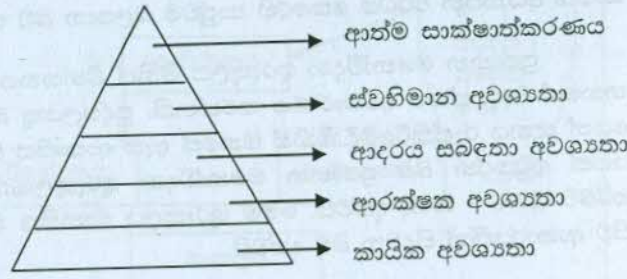 ආත්ම සාක්ෂාත්කරණය
ස්වභිමාන අවශ්‍යතා
ආදරය සබඳතා අවශ්‍යතා
ආරක්ෂක අවශ්‍යතා
කායික අවශ්‍යතා